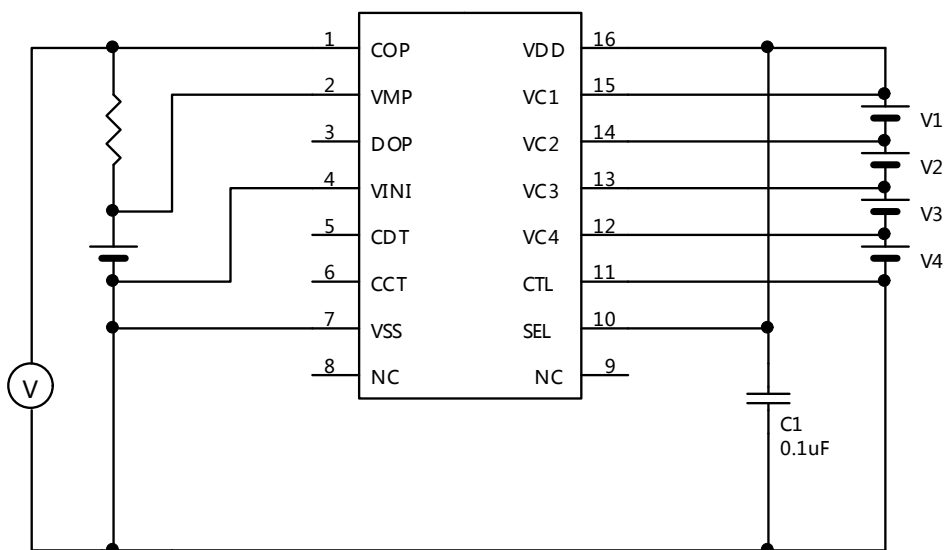 1 COP VDD 16
2 VMP VC1 15
3 DOP VC2 14
4 VINI VC3 13
5 CDT VC4 12
6 CCT CTL 11
7 VSS SEL 10
8 NC NC 9
V1
V2
V3
V4
V
C1
0.1uF